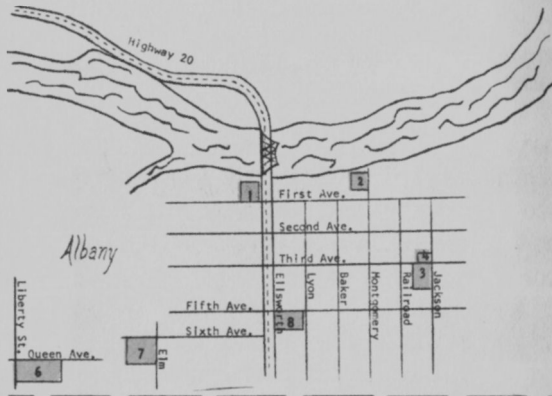 Highway 20
2
1
First Ave.
Second Ave.
Albany
Third Ave.
4
3
Liberty St.
Ellsworth
Lyon
Baker
Montgomery
Railroad
Jackson
Fifth Ave.
8
Sixth Ave.
Queen Ave.
7
Elm
6